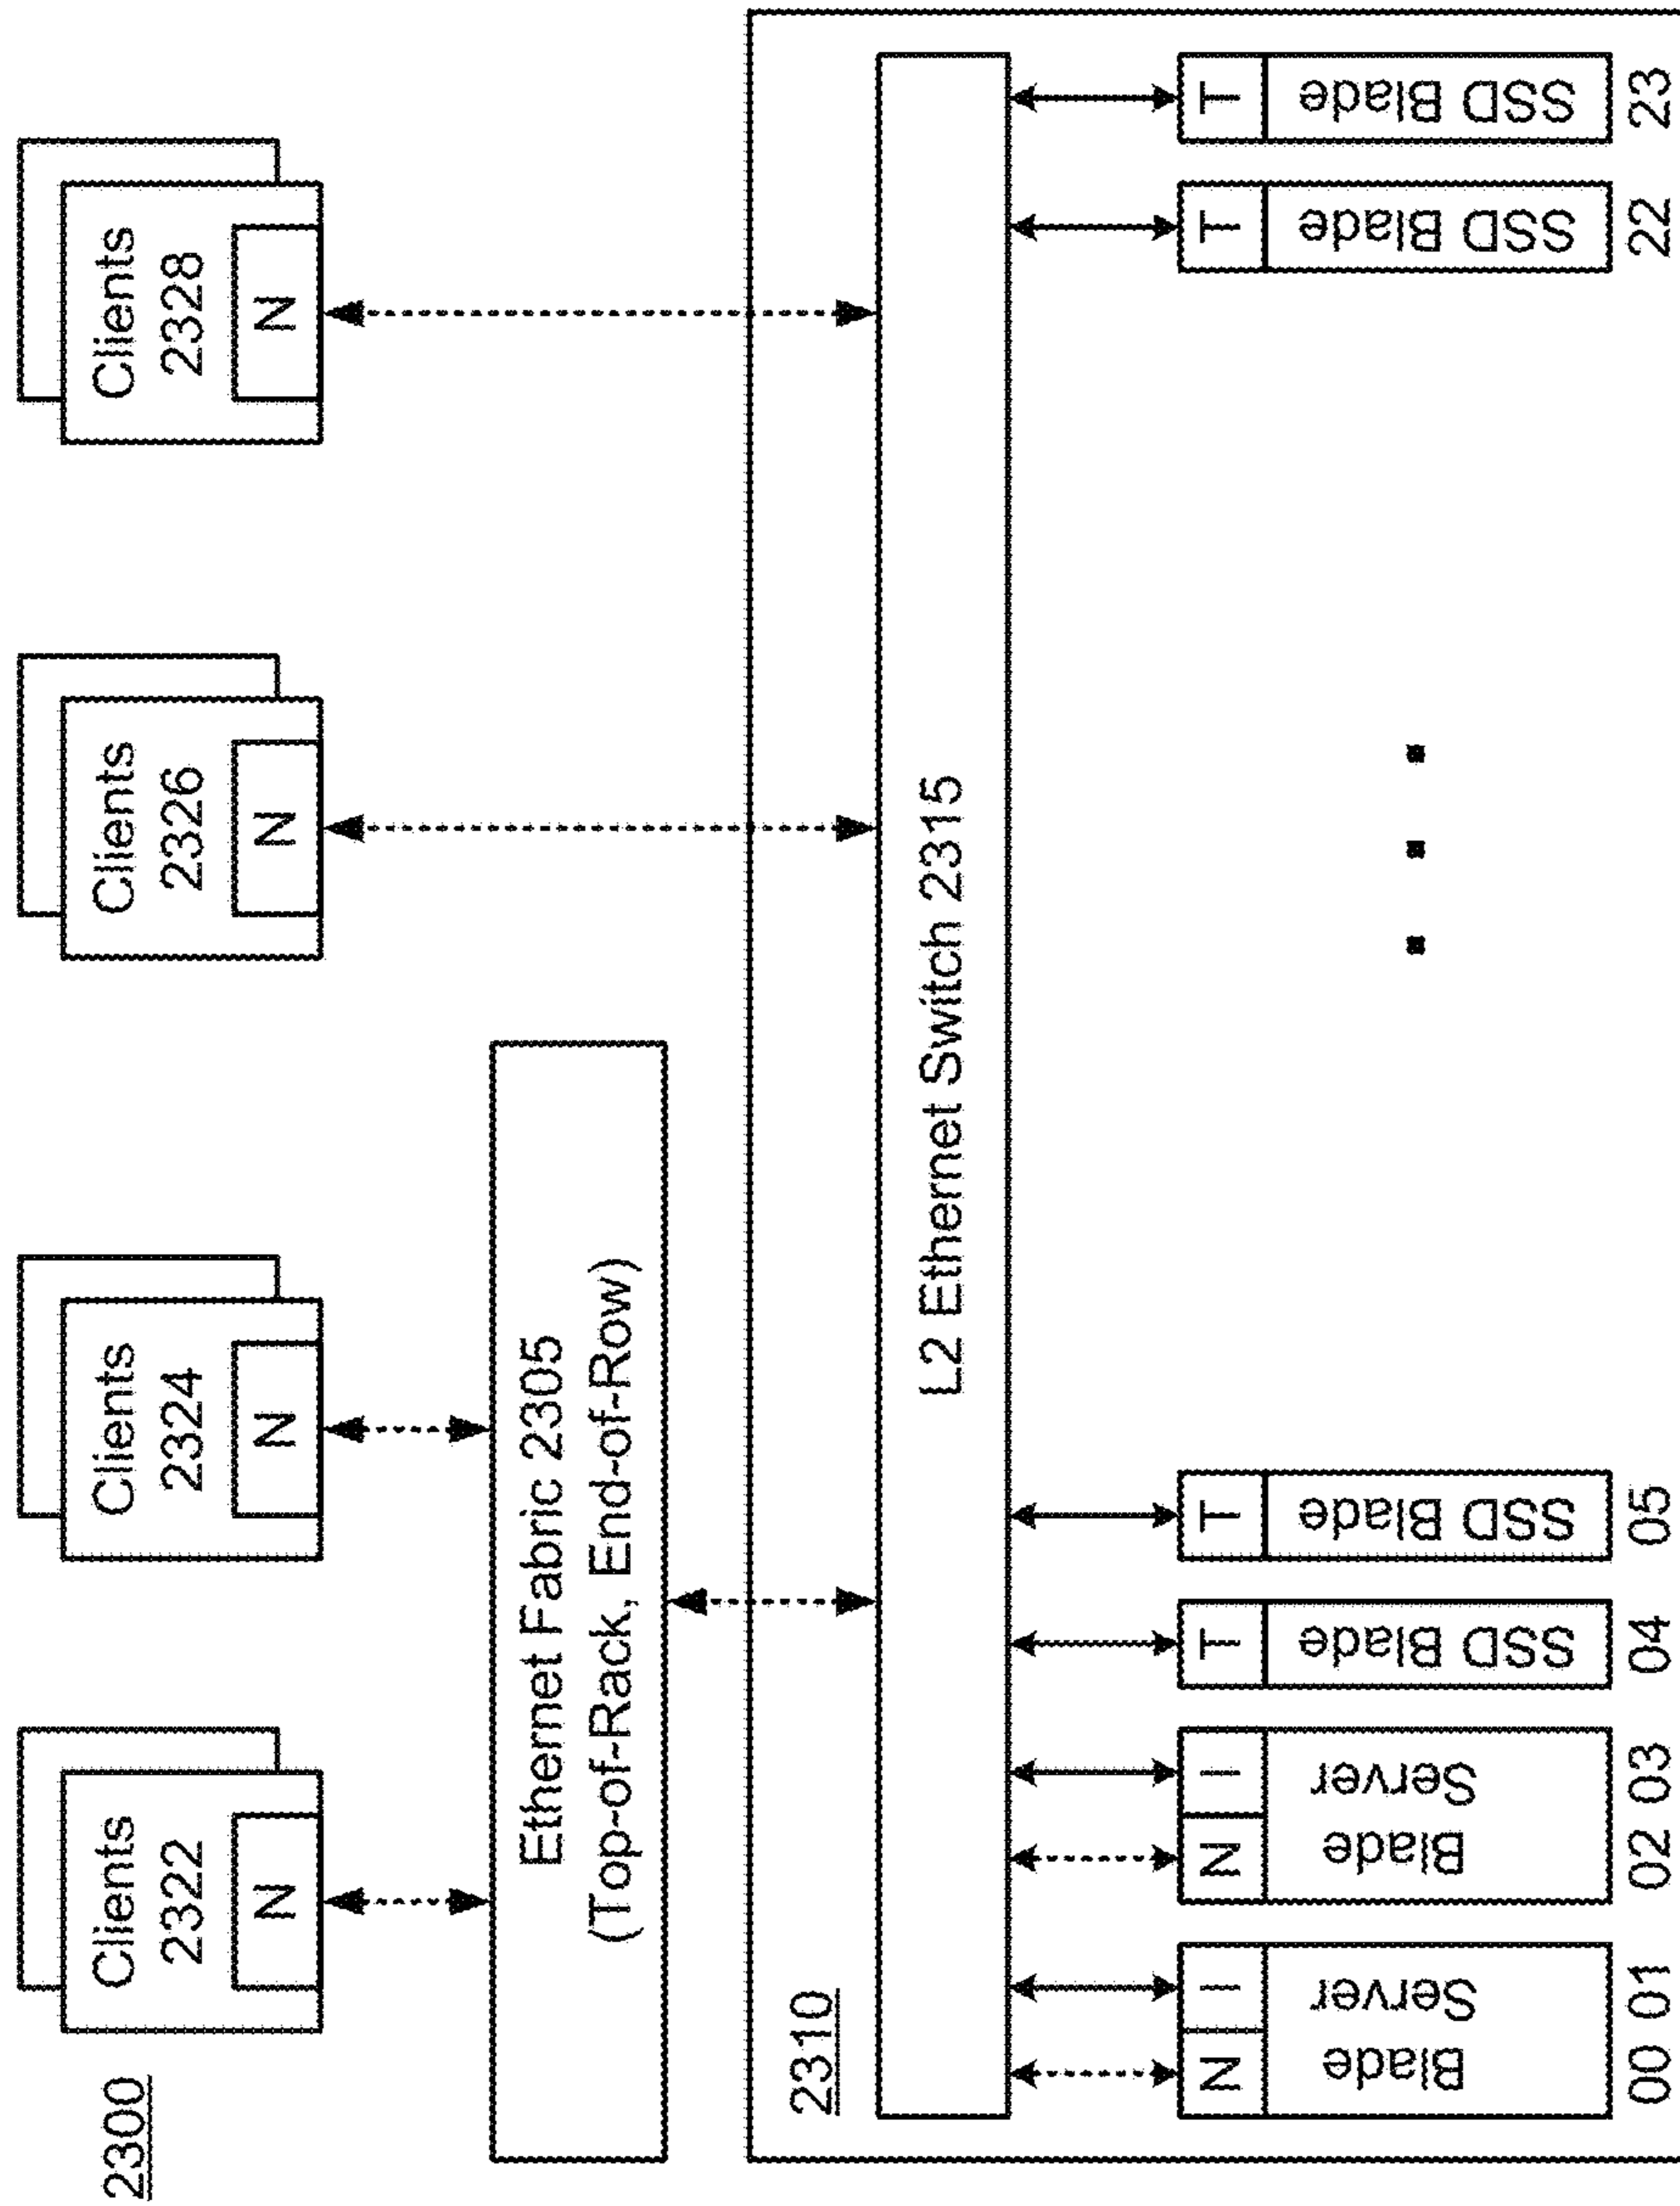 2300
Clients
2322
N
Clients
2324
N
Clients
2326
N
Clients
2328
N
Ethernet Fabric 2305
(Top-of-Rack, End-of-Row)
2310
L2 Ethernet Switch 2315
N
I
Blade
Server
N
I
Blade
Server
T
SSD Blade
T
SSD Blade
T
SSD Blade
T
SSD Blade
00 01
02 03
04
05
22
23